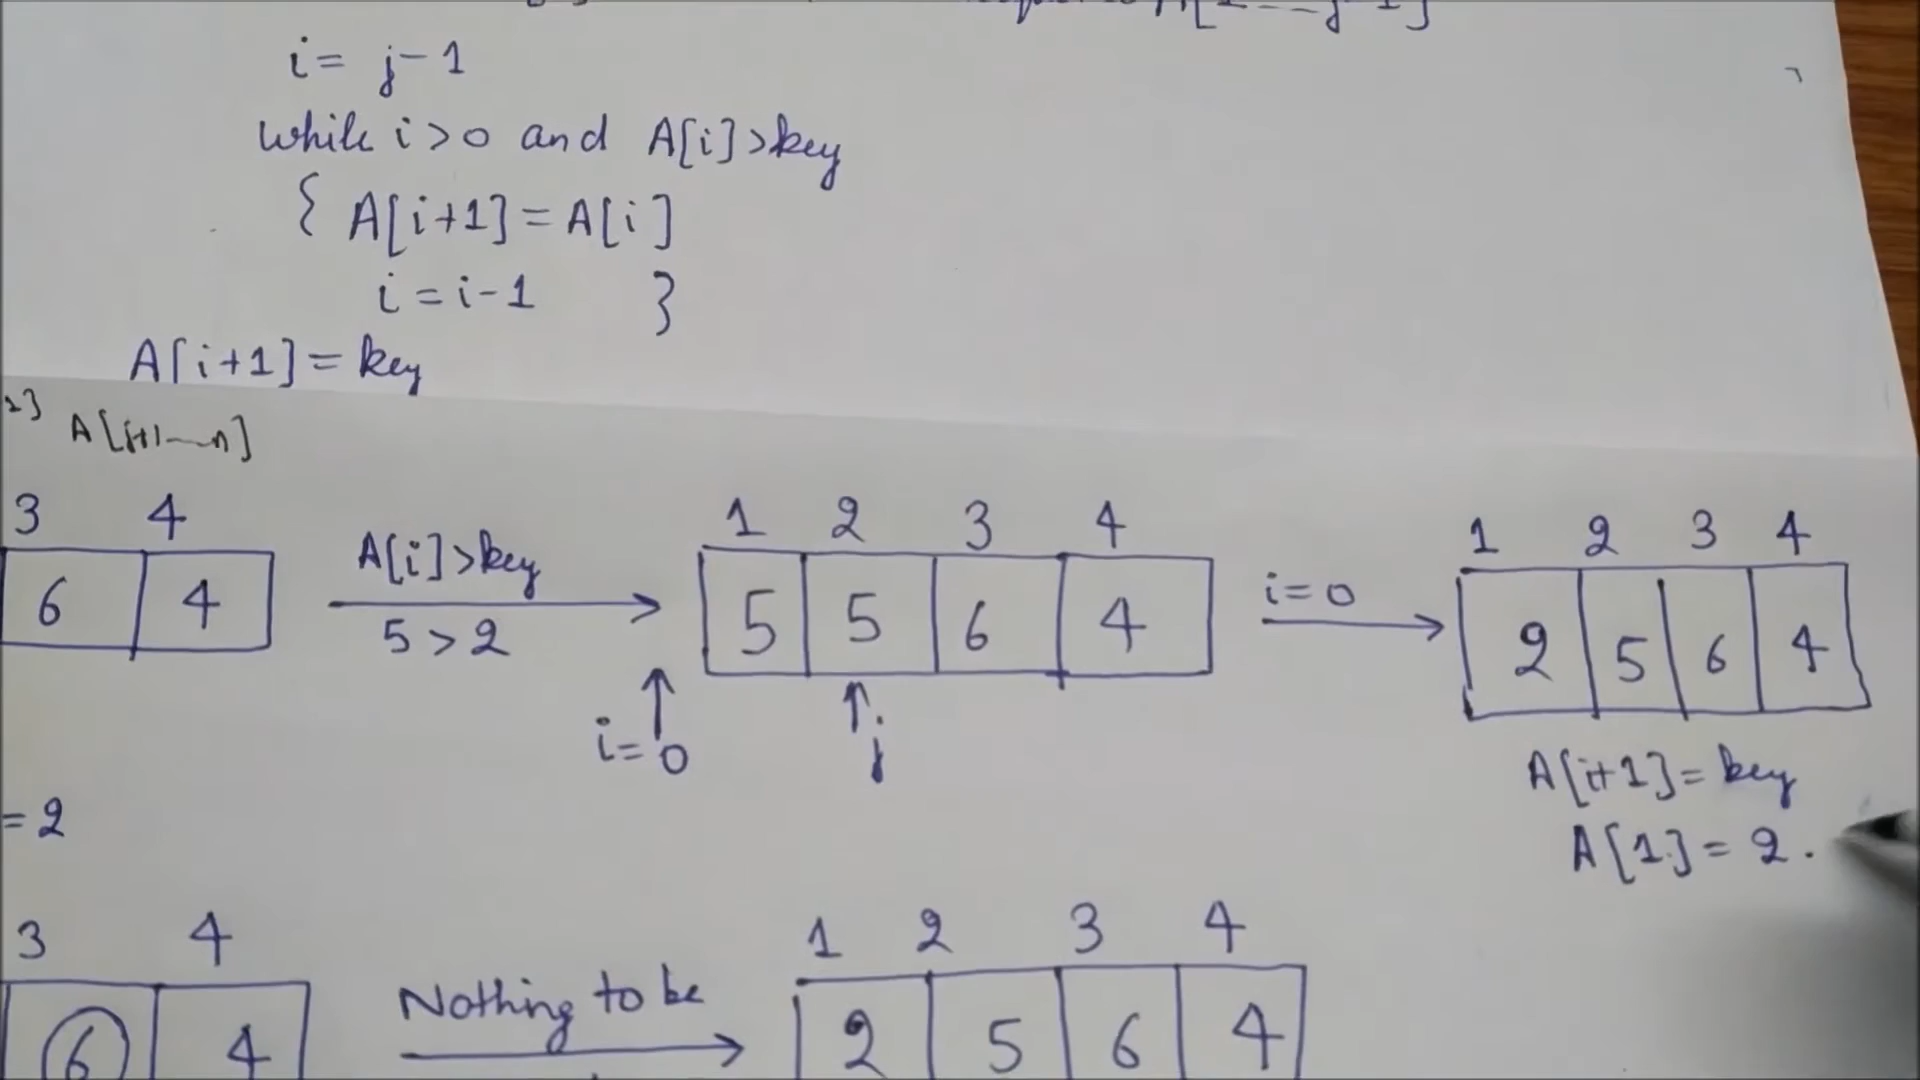 i = j-1
while i>0 and A[i]>key
{ A[i+1] = A[i]
i = i-1 }
A[i+1] = key
A[j+1---n]
3 4
6 4
A[i]>key
5 > 2
1 2 3 4
5 5 6 4
i=0
j
i=0
1 2 3 4
2 5 6 4
A[i+1] = key
A[1] = 2.
=2
3 4
6 4
Nothing to be
1 2 3 4
2 5 6 4